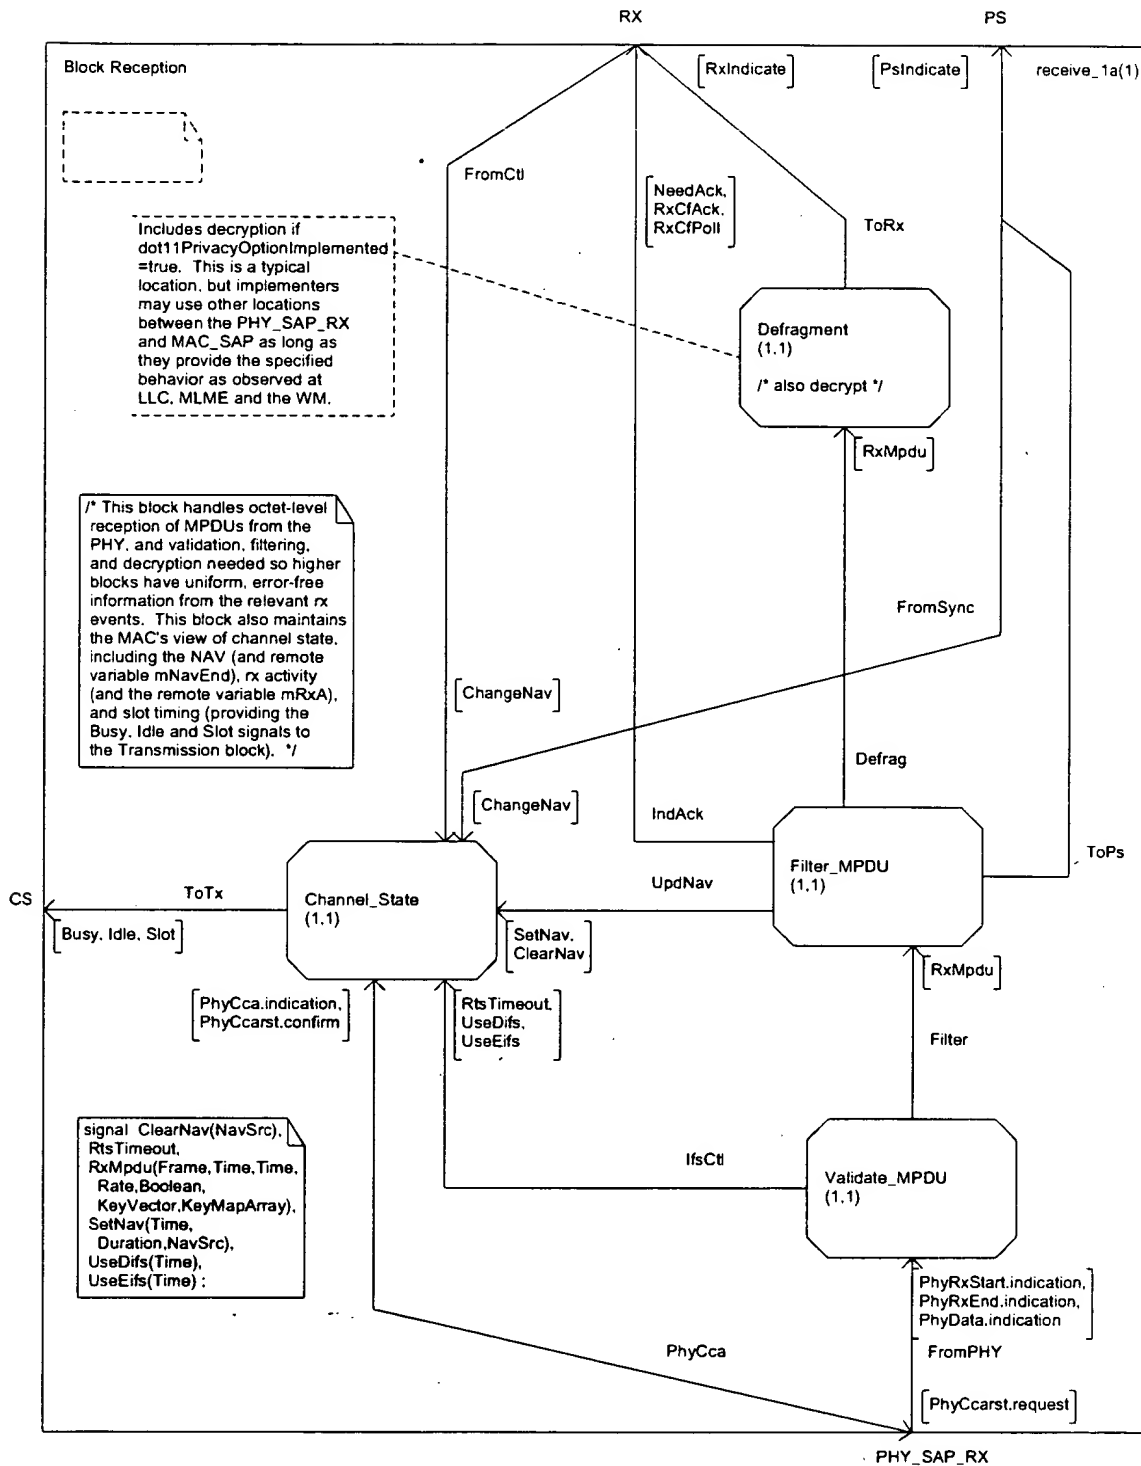 RX
PS
Block Reception
[RxIndicate]
[PsIndicate]
receive_1a(1)
FromCtl
[NeedAck,
RxCfAck,
RxCfPoll]
ToRx
Includes decryption if
dot11PrivacyOptionImplemented
=true. This is a typical
location, but implementers
may use other locations
between the PHY_SAP_RX
and MAC_SAP as long as
they provide the specified
behavior as observed at
LLC, MLME and the WM.
Defragment
(1,1)
/* also decrypt */
[RxMpdu]
/* This block handles octet-level
reception of MPDUs from the
PHY, and validation, filtering,
and decryption needed so higher
blocks have uniform, error-free
information from the relevant rx
events. This block also maintains
the MAC's view of channel state,
including the NAV (and remote
variable mNavEnd), rx activity
(and the remote variable mRxA),
and slot timing (providing the
Busy, Idle and Slot signals to
the Transmission block). */
FromSync
[ChangeNav]
Defrag
[ChangeNav]
IndAck
ToPs
Filter_MPDU
(1,1)
UpdNav
CS
ToTx
Channel_State
(1,1)
[Busy, Idle, Slot]
[SetNav,
ClearNav]
[RxMpdu]
[PhyCca.indication,
PhyCcarst.confirm]
[RtsTimeout,
UseDifs,
UseEifs]
Filter
signal ClearNav(NavSrc),
RtsTimeout,
RxMpdu(Frame,Time,Time,
Rate,Boolean,
KeyVector,KeyMapArray),
SetNav(Time,
Duration,NavSrc),
UseDifs(Time),
UseEifs(Time) ;
IfsCtl
Validate_MPDU
(1,1)
[PhyRxStart.indication,
PhyRxEnd.indication,
PhyData.indication]
PhyCca
FromPHY
[PhyCcarst.request]
PHY_SAP_RX